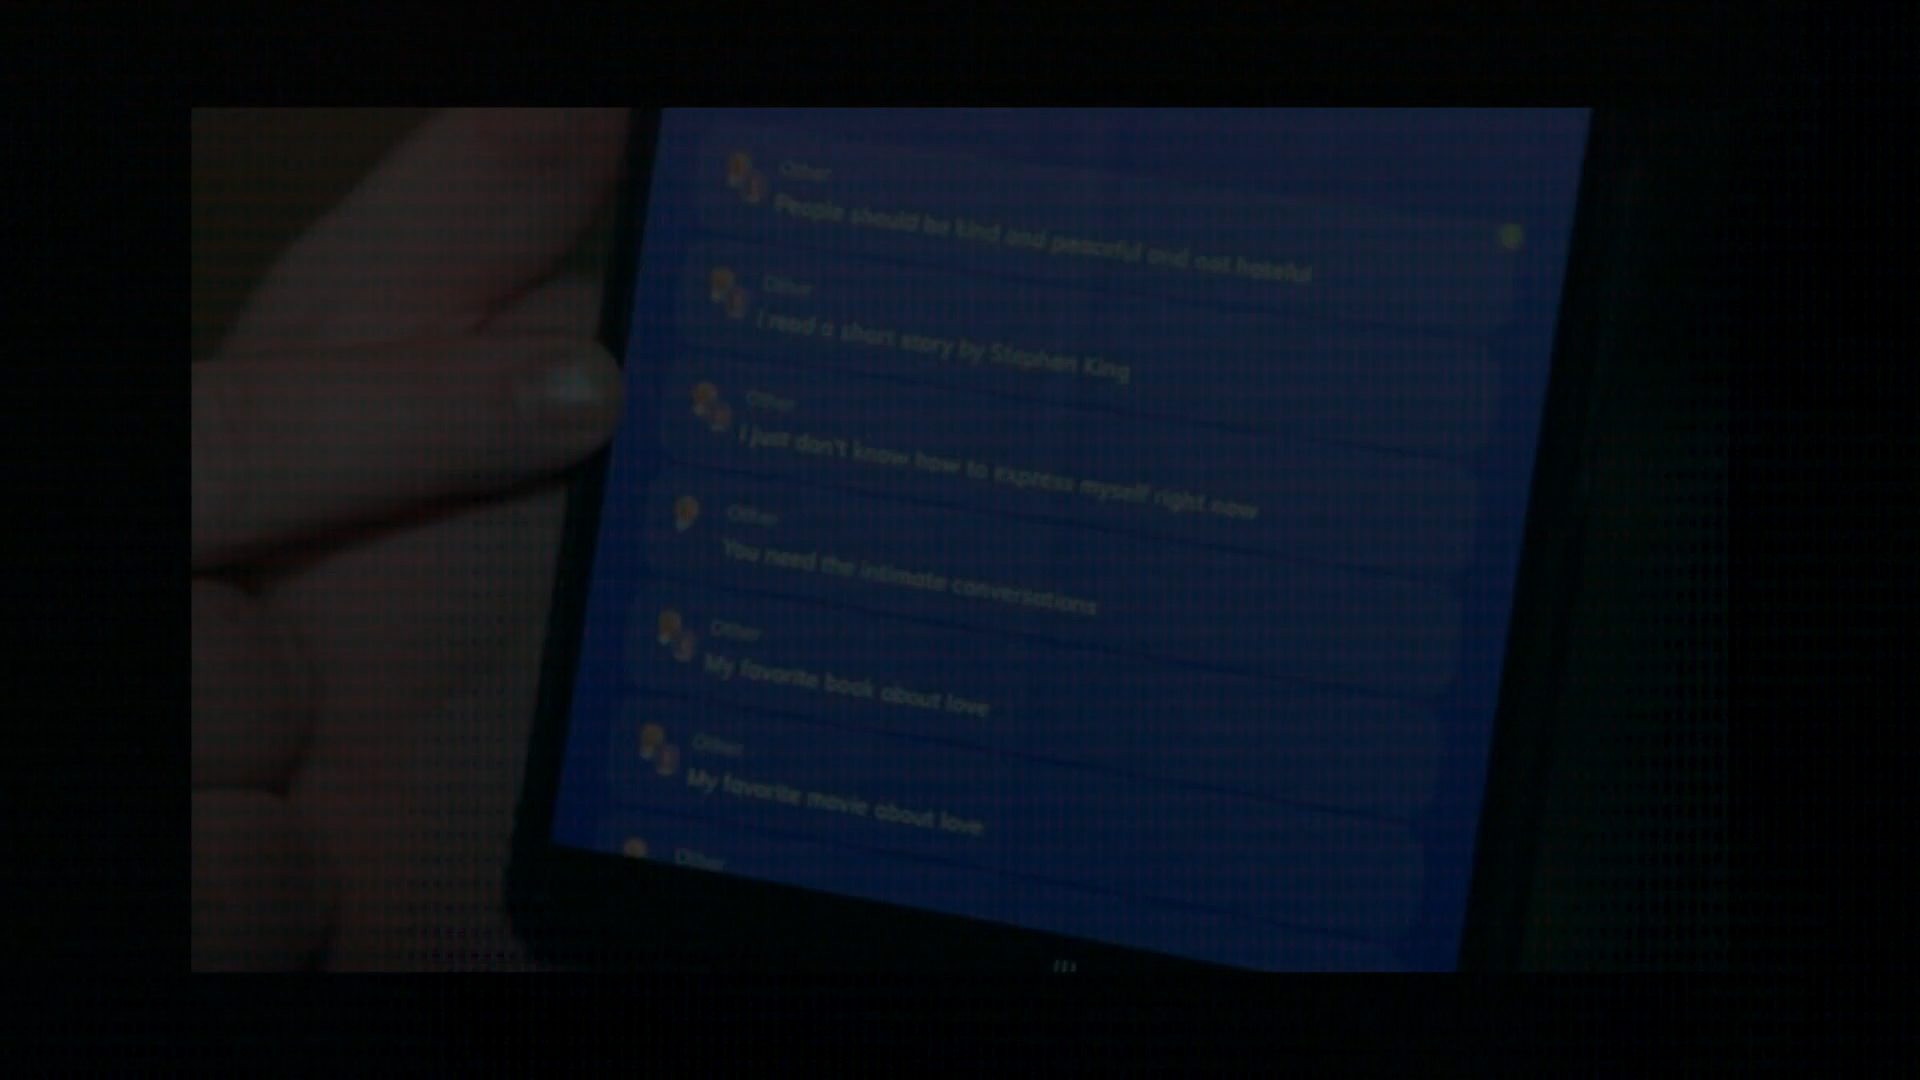 Other
People should be kind and peaceful and not hateful
Other
I read a short story by Stephen King
Other
I just don't know how to express myself right now
Other
You need the intimate conversations
Other
My favorite book about love
Other
My favorite movie about love
Other